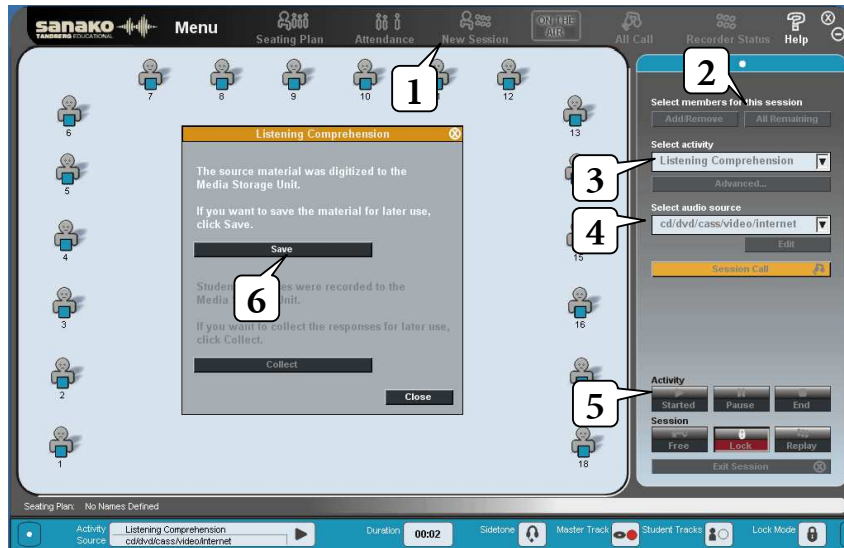 sanako
TANDBERG EDUCATIONAL
Menu
Seating Plan
Attendance
New Session
ON THE
AIR
All Call
Recorder Status
Help
1
2
7
8
9
10
12
6
13
5
4
15
3
16
2
1
18
Listening Comprehension
The source material was digitized to the
Media Storage Unit.
If you want to save the material for later use,
click Save.
Save
6
Student were recorded to the
Media Unit.
If you want to collect the responses for later use,
click Collect.
Collect
Close
Select members for this session
Add/Remove
All Remaining
Select activity
3
Listening Comprehension
Advanced...
Select audio source
4
cd/dvd/cass/video/internet
Edit
Session Call
Activity
5
Started
Pause
End
Session
Free
Lock
Replay
Exit Session
Seating Plan: No Names Defined
Activity Listening Comprehension
Source cd/dvd/cass/video/internet
Duration 00:02
Sidetone
Master Track
Student Tracks
Lock Mode